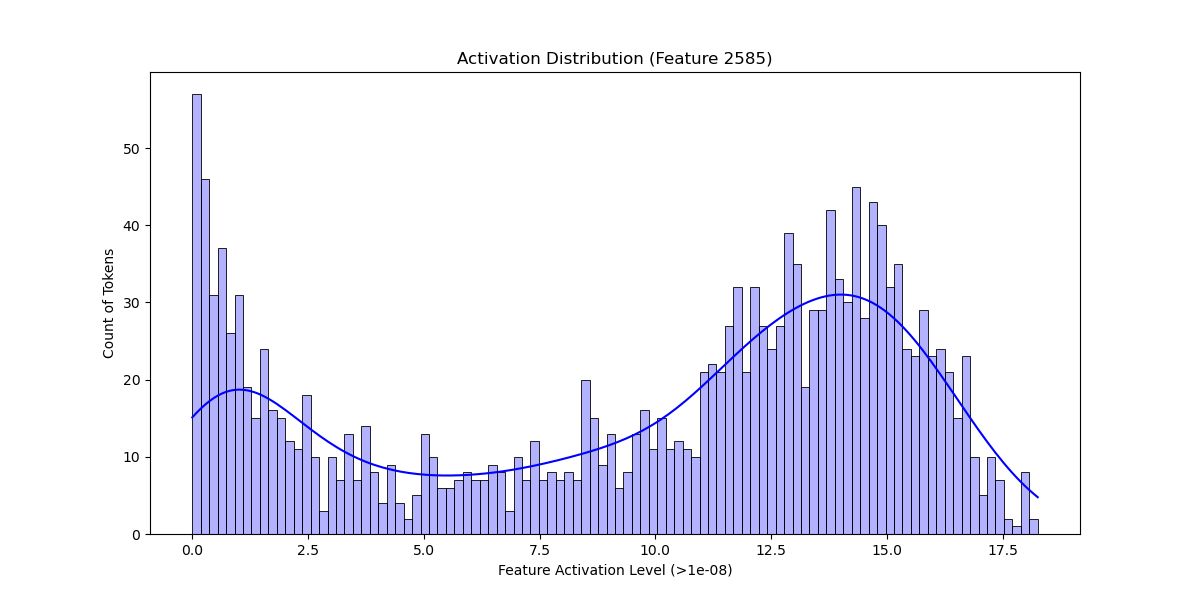 Activation Distribution (Feature 2585)
Count of Tokens
50
40
30
20
10
0
0.0 2.5 5.0 7.5 10.0 12.5 15.0 17.5
Feature Activation Level (>1e-08)